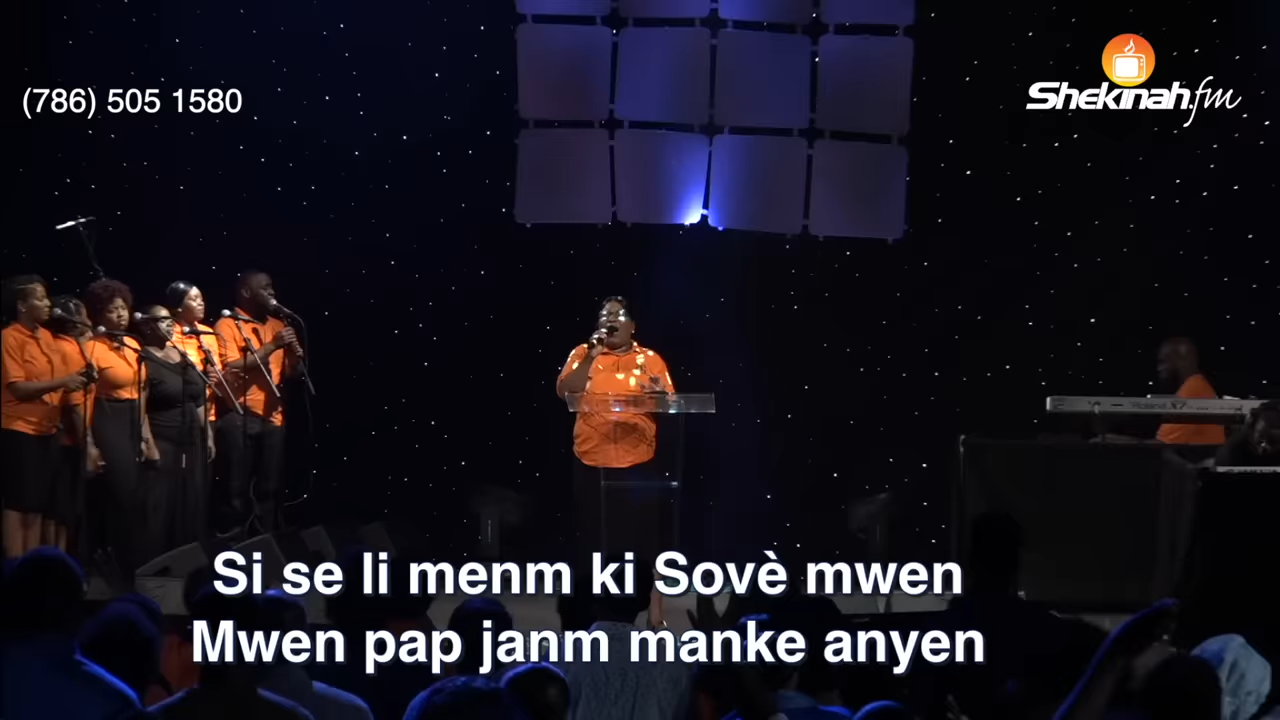 (786) 505 1580
Shekinah.fm
Si se li menm ki Sovè mwen
Mwen pap janm manke anyen